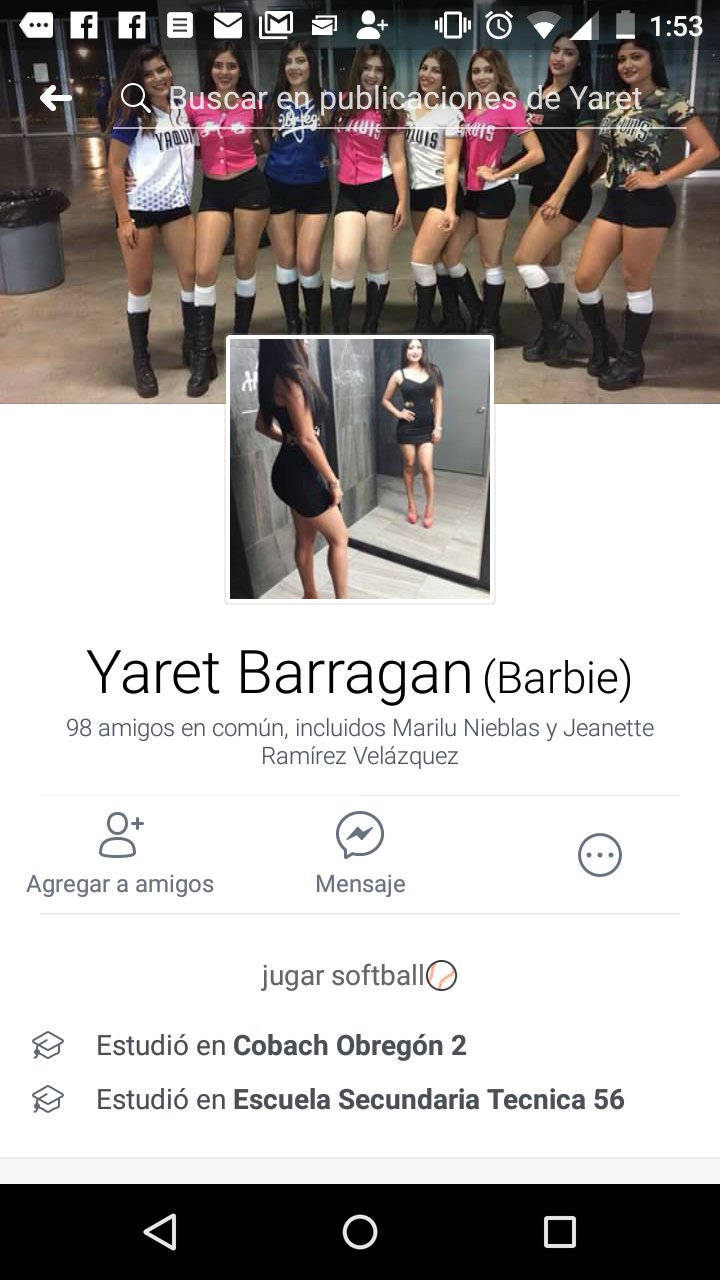 1:53
Buscar en publicaciones de Yaret
YAQUI
Yaret Barragan (Barbie)
98 amigos en común, incluidos Marilu Nieblas y Jeanette
Ramírez Velázquez
Agregar a amigos
Mensaje
jugar softball
Estudió en Cobach Obregón 2
Estudió en Escuela Secundaria Tecnica 56